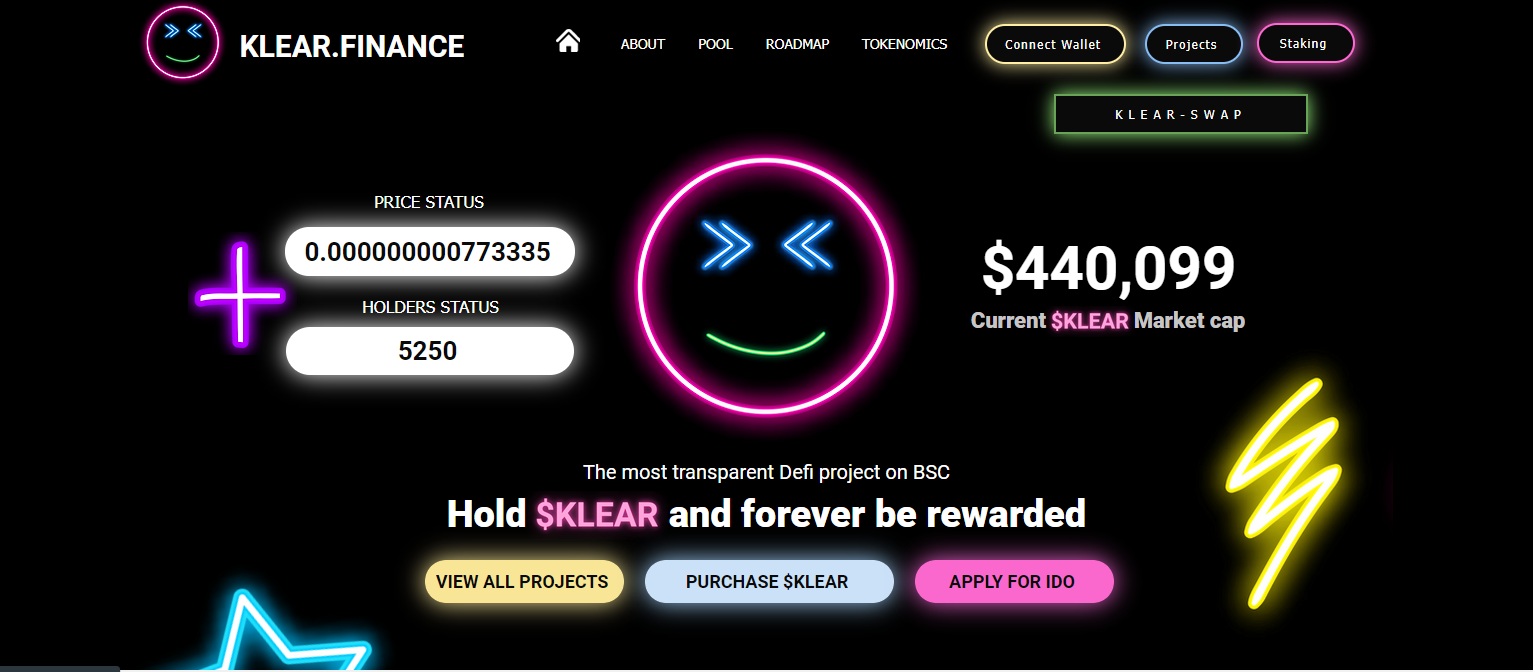 KLEAR.FINANCE
ABOUT
POOL
ROADMAP
TOKENOMICS
Connect Wallet
Projects
Staking
KLEAR-SWAP
PRICE STATUS
0.000000000773335
HOLDERS STATUS
5250
$440,099
Current $KLEAR Market cap
The most transparent Defi project on BSC
Hold $KLEAR and forever be rewarded
VIEW ALL PROJECTS
PURCHASE $KLEAR
APPLY FOR IDO